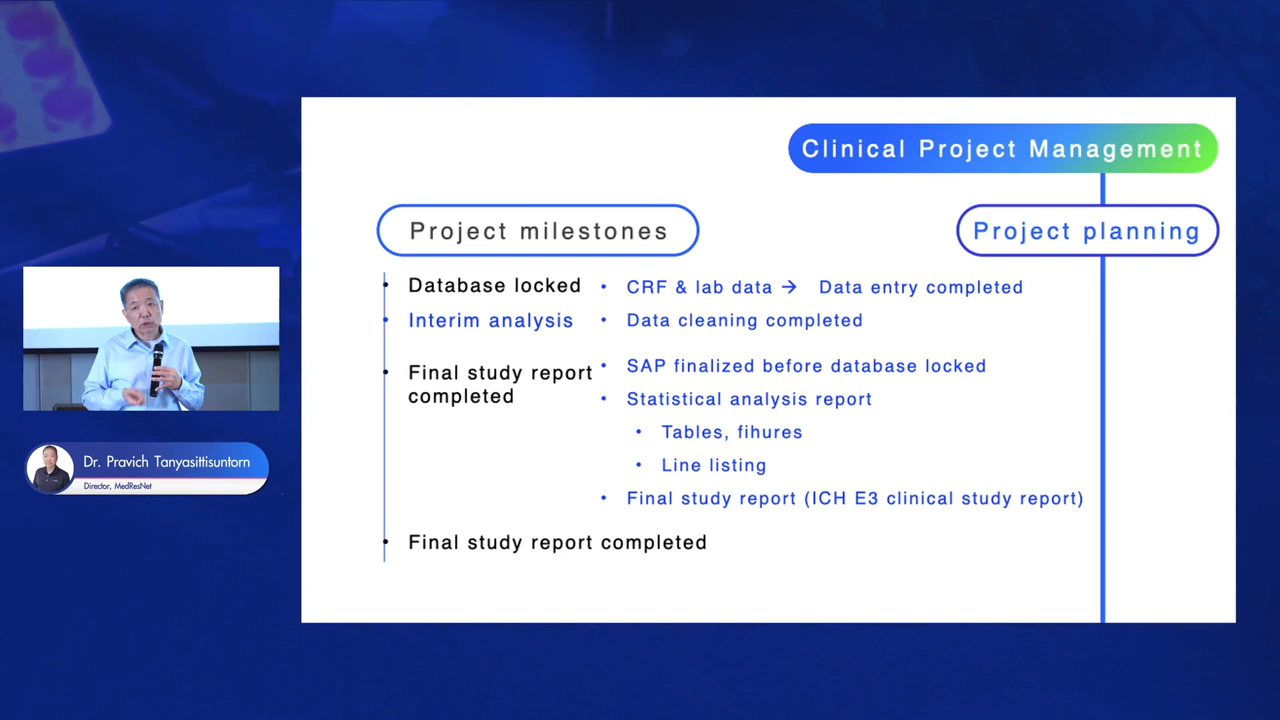 Clinical Project Management
Project milestones
Project planning
• Database locked
• CRF & lab data → Data entry completed
• Interim analysis
• Data cleaning completed
• Final study report
completed
• SAP finalized before database locked
• Statistical analysis report
• Tables, fihures
• Line listing
• Final study report (ICH E3 clinical study report)
• Final study report completed
Dr. Pravich Tanyasittisuntorn
Director, MedResNet